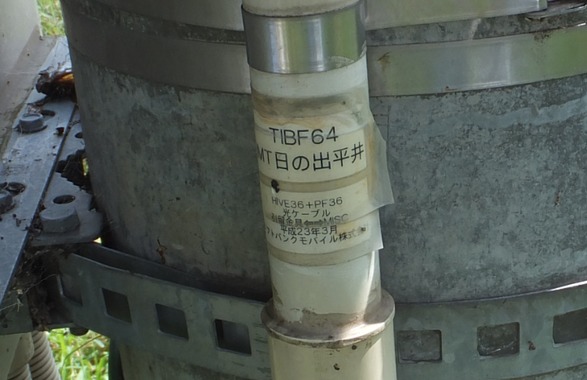 TIBF64
MT日の出平井
HIVE36+PF36
光ケーブル
平成23年3月
フトバンクモバイル株式